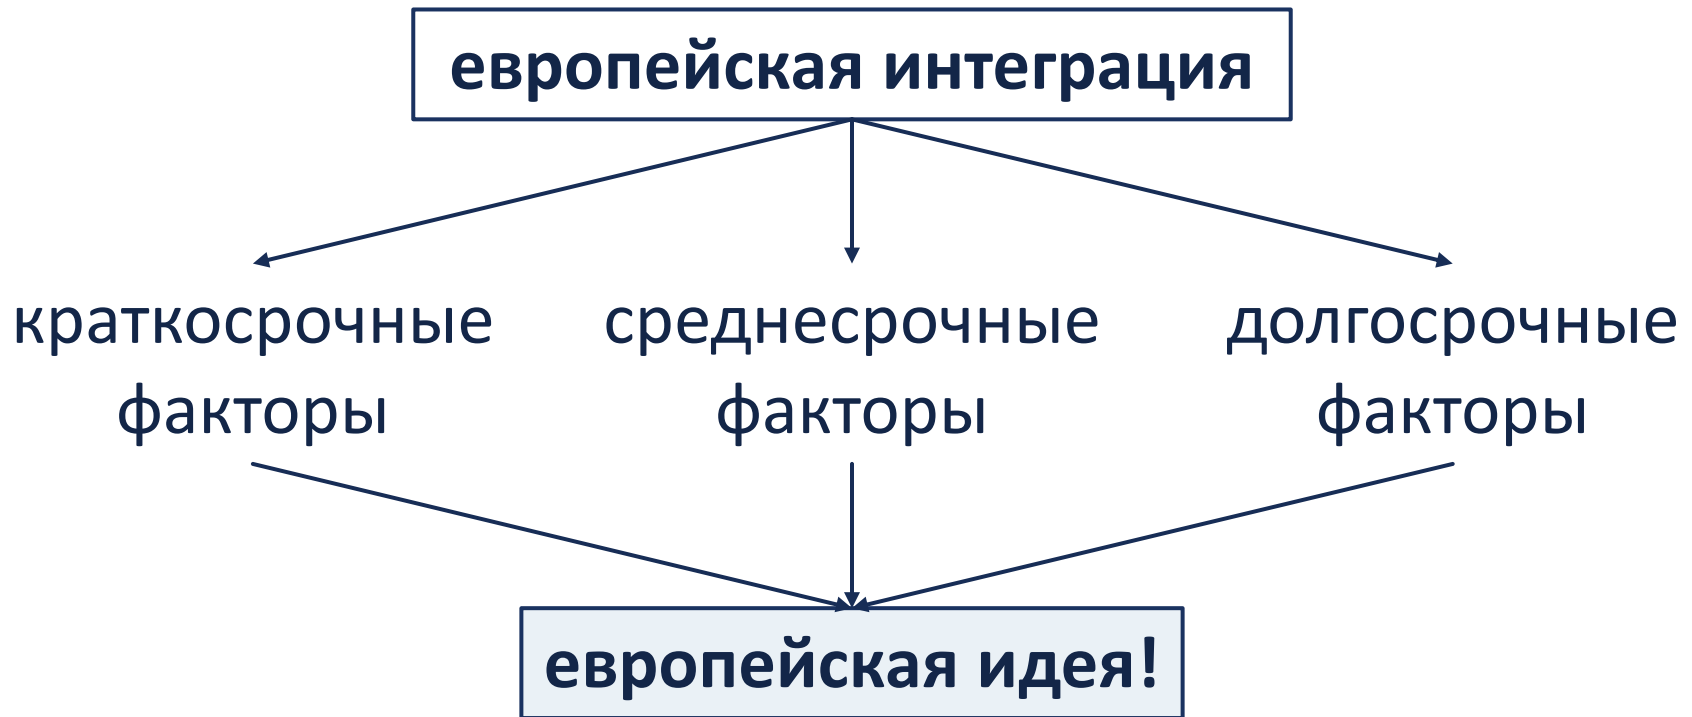 европейская интеграция
краткосрочные
факторы
среднесрочные
факторы
долгосрочные
факторы
европейская идея!